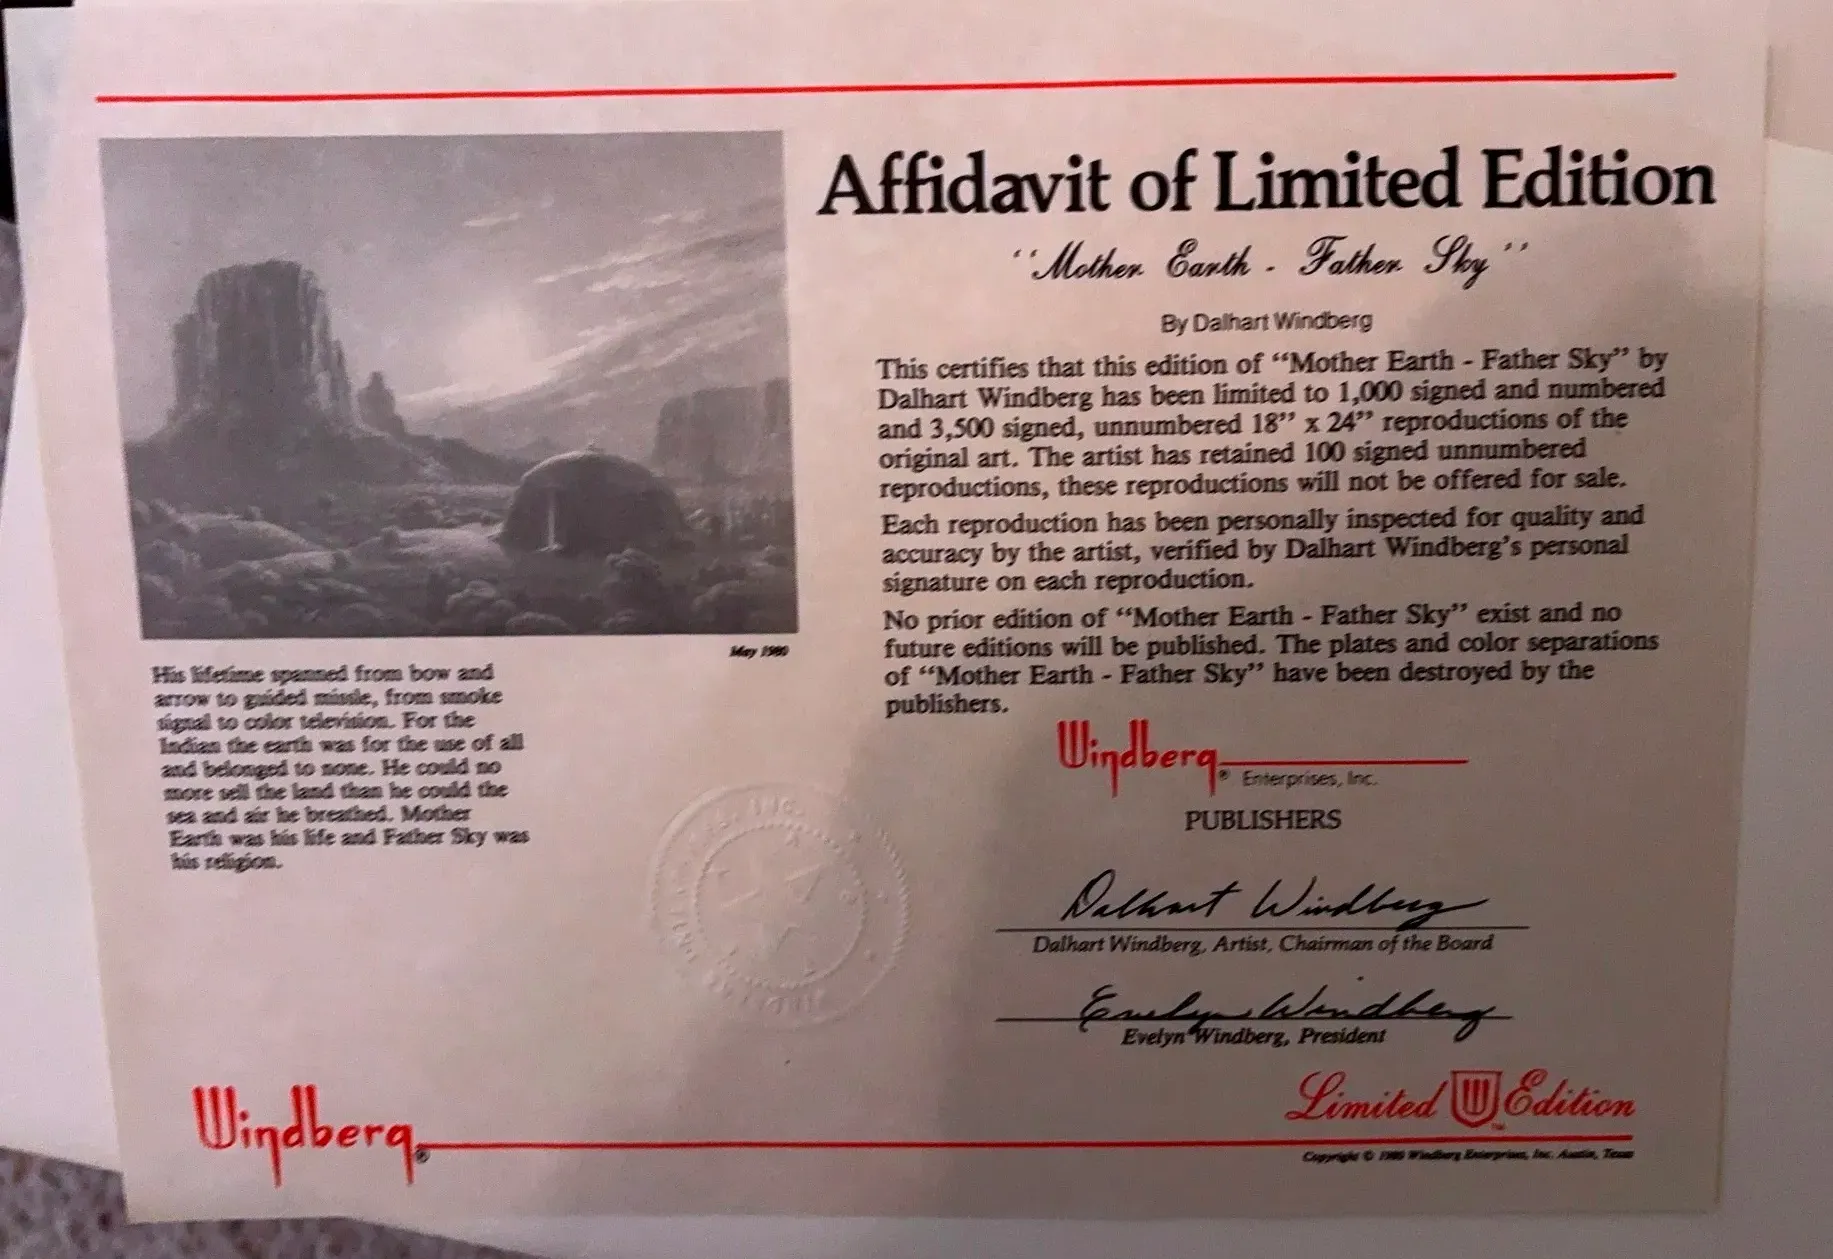 Affidavit of Limited Edition
"Mother Earth - Father Sky"
By Dalhart Windberg
This certifies that this edition of "Mother Earth - Father Sky" by
Dalhart Windberg has been limited to 1,000 signed and numbered
and 3,500 signed, unnumbered 18" x 24" reproductions of the
original art. The artist has retained 100 signed unnumbered
reproductions, these reproductions will not be offered for sale.
Each reproduction has been personally inspected for quality and
accuracy by the artist, verified by Dalhart Windberg's personal
signature on each reproduction.
No prior edition of "Mother Earth - Father Sky" exist and no
future editions will be published. The plates and color separations
of "Mother Earth - Father Sky" have been destroyed by the
publishers.
May 1980
His lifetime spanned from bow and
arrow to guided missle, from smoke
signal to color television. For the
Indian the earth was for the use of all
and belonged to none. He could no
more sell the land than he could the
sea and air he breathed. Mother
Earth was his life and Father Sky was
his religion.
Windberg®
Enterprises, Inc.
PUBLISHERS
Dalhart Windberg
Dalhart Windberg, Artist, Chairman of the Board
Evelyn Windberg
Evelyn Windberg, President
Windberg®
Limited W Edition
TM
Copyright © 1980 Windberg Enterprises, Inc. Austin, Texas
INC.